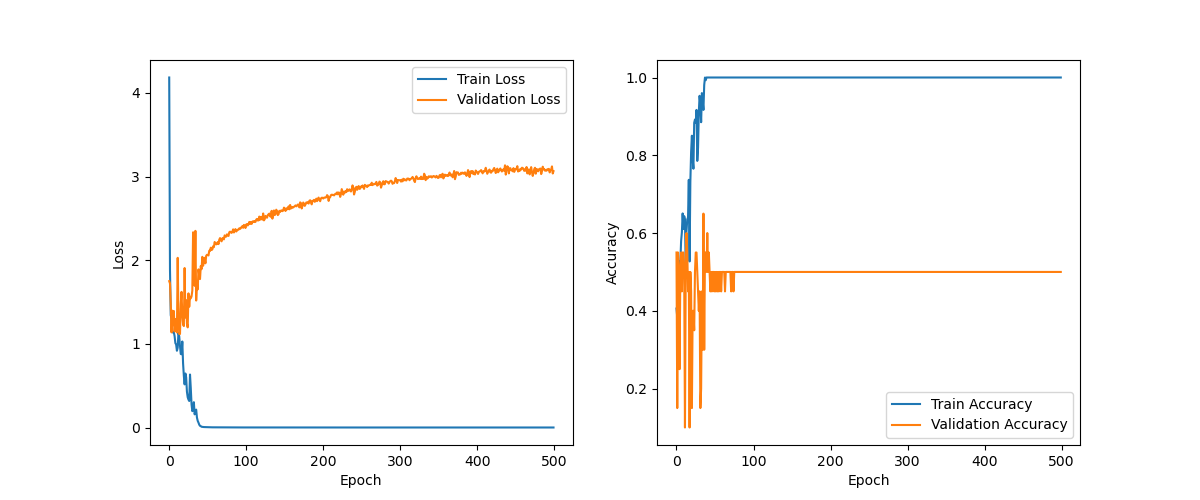 4
3
2
1
0
Loss
Train Loss
Validation Loss
0 100 200 300 400 500
Epoch
1.0
0.8
0.6
0.4
0.2
Accuracy
Train Accuracy
Validation Accuracy
0 100 200 300 400 500
Epoch